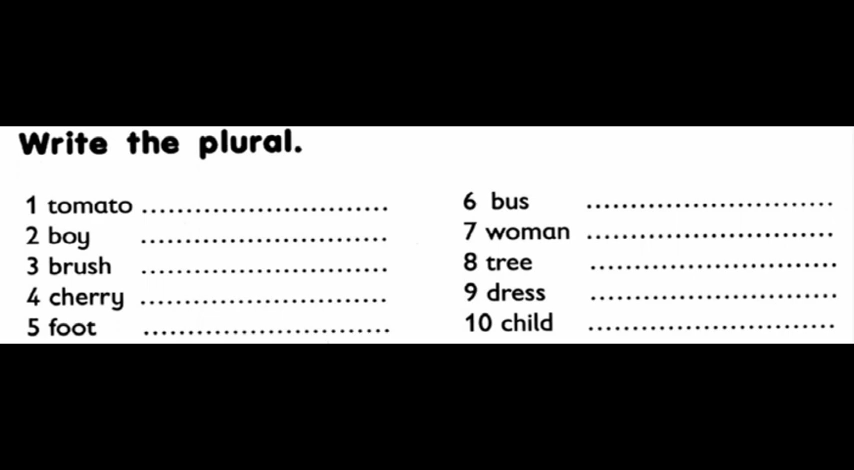 Write the plural.
1 tomato ............................
2 boy ............................
3 brush ............................
4 cherry ............................
5 foot ............................
6 bus ............................
7 woman ............................
8 tree ............................
9 dress ............................
10 child ............................